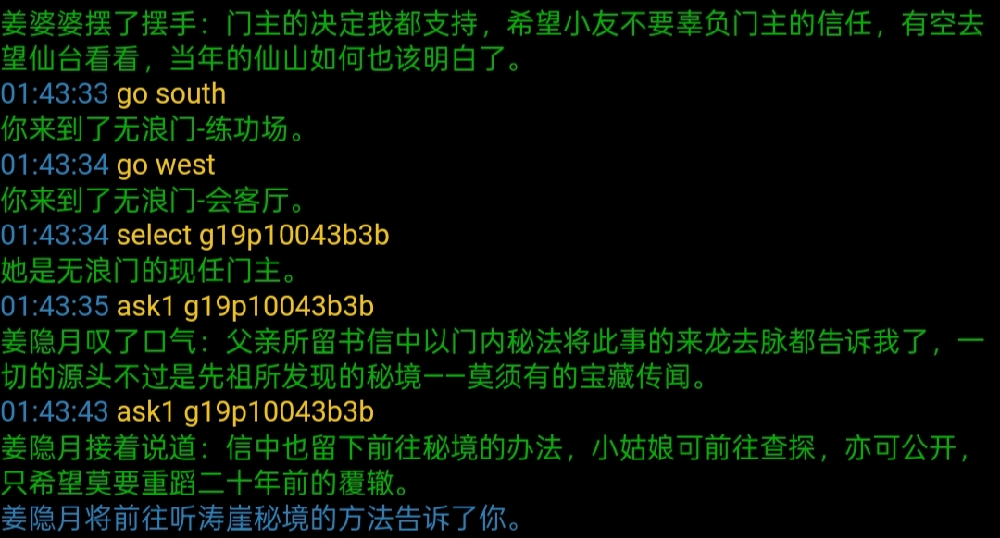 姜婆婆摆了摆手：门主的决定我都支持，希望小友不要辜负门主的信任，有空去
望仙台看看，当年的仙山如何也该明白了。
01:43:33 go south
你来到了无浪门-练功场。
01:43:34 go west
你来到了无浪门-会客厅。
01:43:34 select g19p10043b3b
她是无浪门的现任门主。
01:43:35 ask1 g19p10043b3b
姜隐月叹了口气：父亲所留书信中以门内秘法将此事的来龙去脉都告诉我了，一
切的源头不过是先祖所发现的秘境——莫须有的宝藏传闻。
01:43:43 ask1 g19p10043b3b
姜隐月接着说道：信中也留下前往秘境的办法，小姑娘可前往查探，亦可公开，
只希望莫要重蹈二十年前的覆辙。
姜隐月将前往听涛崖秘境的方法告诉了你。